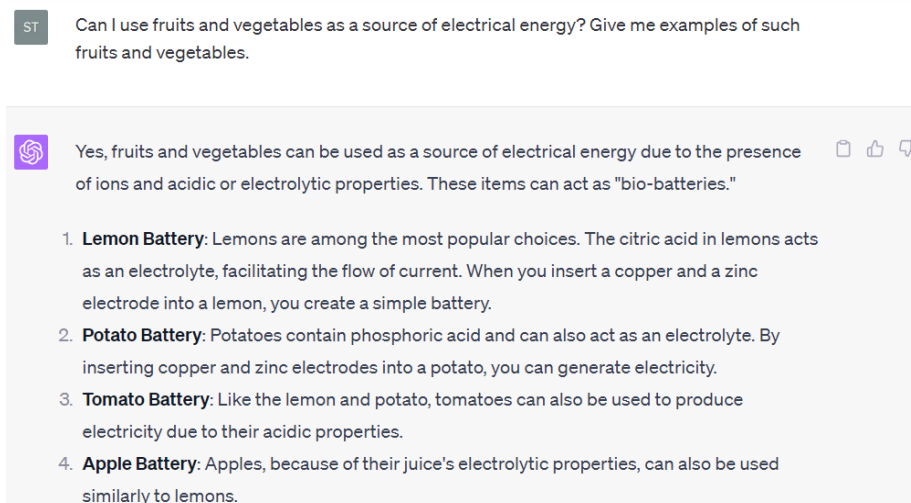 ST
Can I use fruits and vegetables as a source of electrical energy? Give me examples of such
fruits and vegetables.
Yes, fruits and vegetables can be used as a source of electrical energy due to the presence
of ions and acidic or electrolytic properties. These items can act as "bio-batteries."
1. Lemon Battery: Lemons are among the most popular choices. The citric acid in lemons acts
as an electrolyte, facilitating the flow of current. When you insert a copper and a zinc
electrode into a lemon, you create a simple battery.
2. Potato Battery: Potatoes contain phosphoric acid and can also act as an electrolyte. By
inserting copper and zinc electrodes into a potato, you can generate electricity.
3. Tomato Battery: Like the lemon and potato, tomatoes can also be used to produce
electricity due to their acidic properties.
4. Apple Battery: Apples, because of their juice's electrolytic properties, can also be used
similarly to lemons.